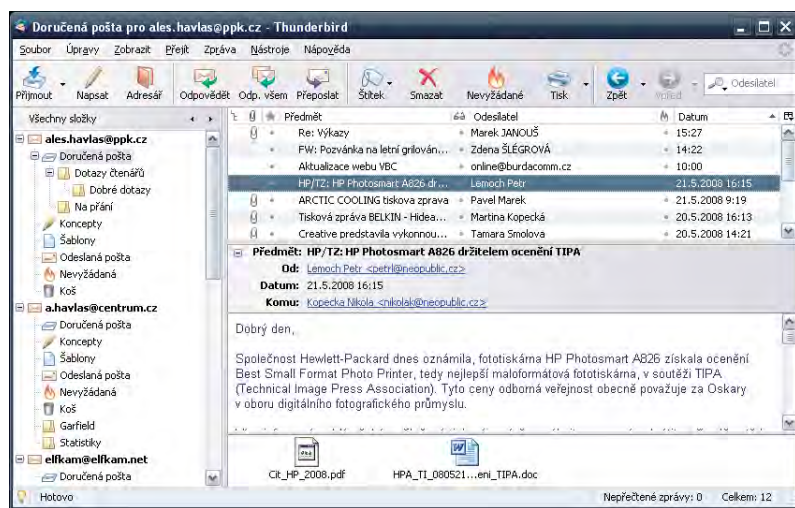 Doručená pošta pro ales.havlas@ppk.cz - Thunderbird
Soubor Úpravy Zobrazit Přejít Zpráva Nástroje Nápověda
Přijmout Napsat Adresář Odpovědět Odp. všem Přeposlat Štítek Smazat Nevyžádané Tisk Zpět Vpřed Odesílatel
Všechny složky
Předmět Odesílatel Datum
ales.havlas@ppk.cz
Doručená pošta
Dotazy čtenářů
Dobré dotazy
Na přání
Koncepty
Šablony
Odeslaná pošta
Nevyžádaná
Koš
a.havlas@centrum.cz
Doručená pošta
Koncepty
Šablony
Odeslaná pošta
Nevyžádaná
Koš
Garfield
Statistiky
elfkam@elfkam.net
Doručená pošta
Re: Výkazy Marek JANOUŠ 15:27
FW: Pozvánka na letní grilován... Zdena ŠLÉGROVÁ 14:22
Aktualizace webu VBC online@burdacomm.cz 10:00
HP/TZ: HP Photosmart A826 dr... Lemoch Petr 21.5.2008 16:15
ARCTIC COOLING tiskova zprava Pavel Marek 21.5.2008 9:19
Tisková zpráva BELKIN - Hidea... Martina Kopecká 20.5.2008 16:13
Creative predstavila vykonnou... Tamara Smolova 20.5.2008 14:21
Předmět: HP/TZ: HP Photosmart A826 držitelem ocenění TIPA
Od: Lemoch Petr <petrl@neopublic.cz>
Datum: 21.5.2008 16:15
Komu: Kopecka Nikola <nikolak@neopublic.cz>
Dobrý den,
Společnost Hewlett-Packard dnes oznámila, fototiskárna HP Photosmart A826 získala ocenění
Best Small Format Photo Printer, tedy nejlepší maloformátová fototiskárna, v soutěži TIPA
(Technical Image Press Association). Tyto ceny odborná veřejnost obecně považuje za Oskary
v oboru digitálního fotografického průmyslu.
Cit_HP_2008.pdf HPA_TI_080521...eni_TIPA.doc
Hotovo Nepřečtené zprávy: 0 Celkem: 12